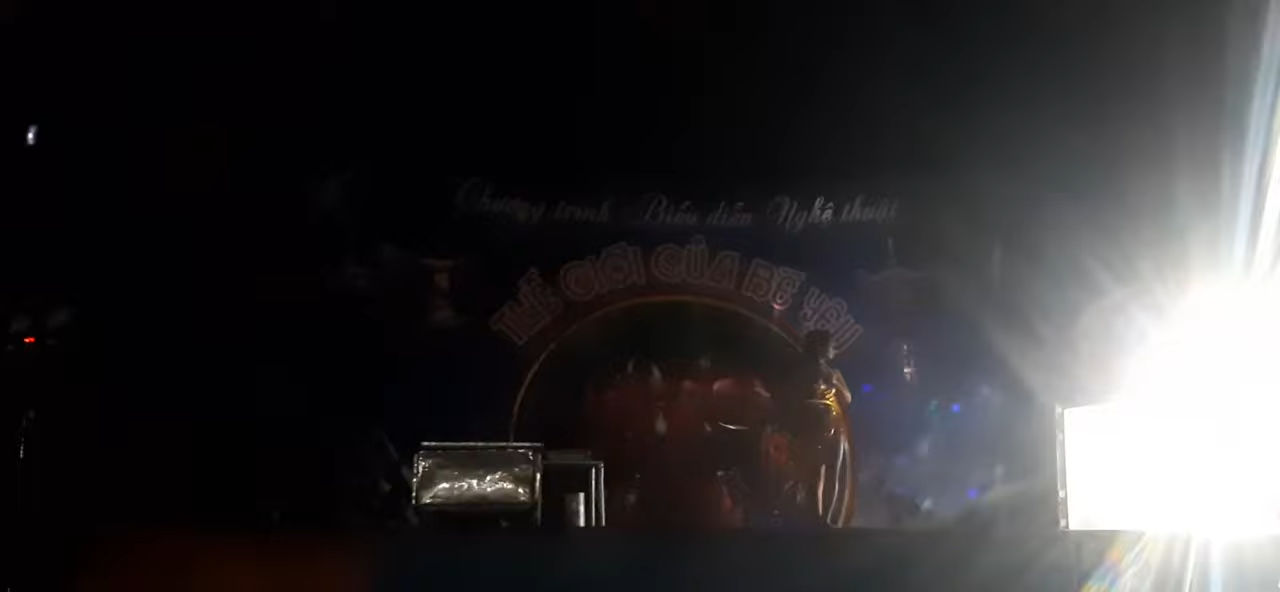 Chương trình Biểu diễn Nghệ thuật
THẾ GIỚI CỦA BÉ YÊU